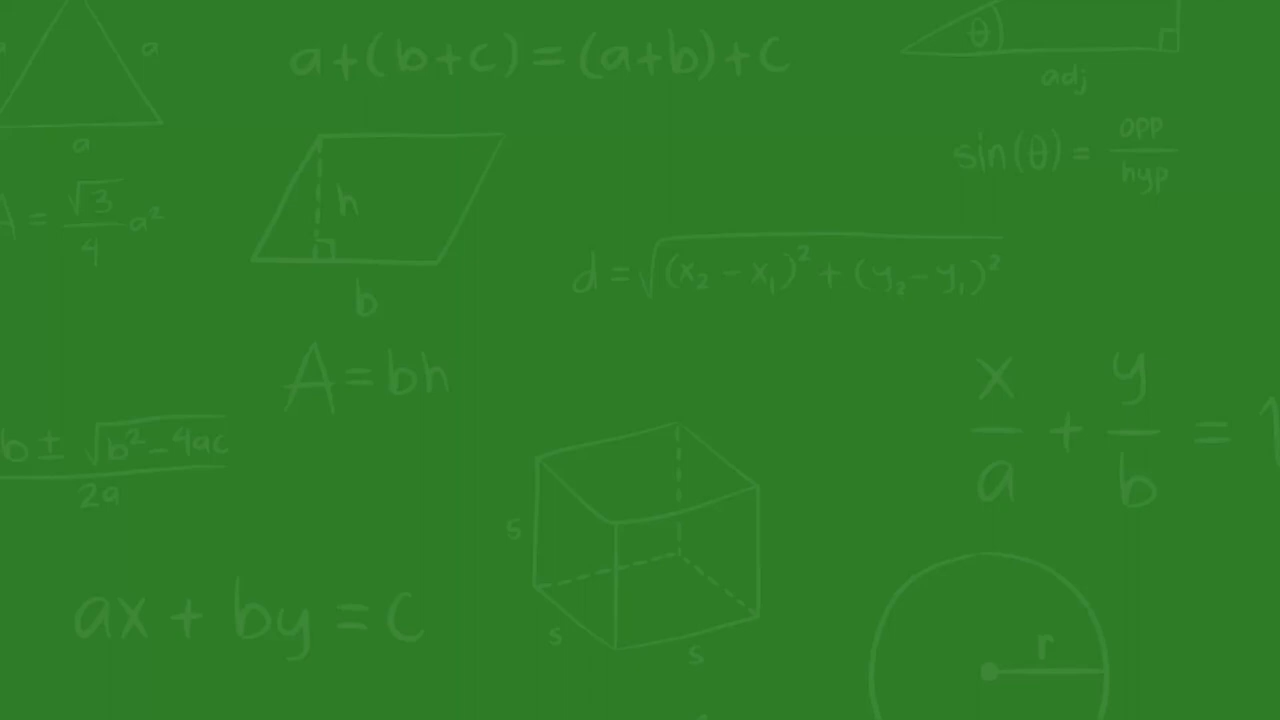 a
a
a+(b+c)=(a+b)+c
θ
adj
sin(θ) = opp/hyp
h
b
A = √3/4 a²
d = √(x₂ - x₁)² + (y₂ - y₁)²
A = bh
x/a + y/b = 1
b ± √b² - 4ac
2a
s
s
s
ax + by = c
r